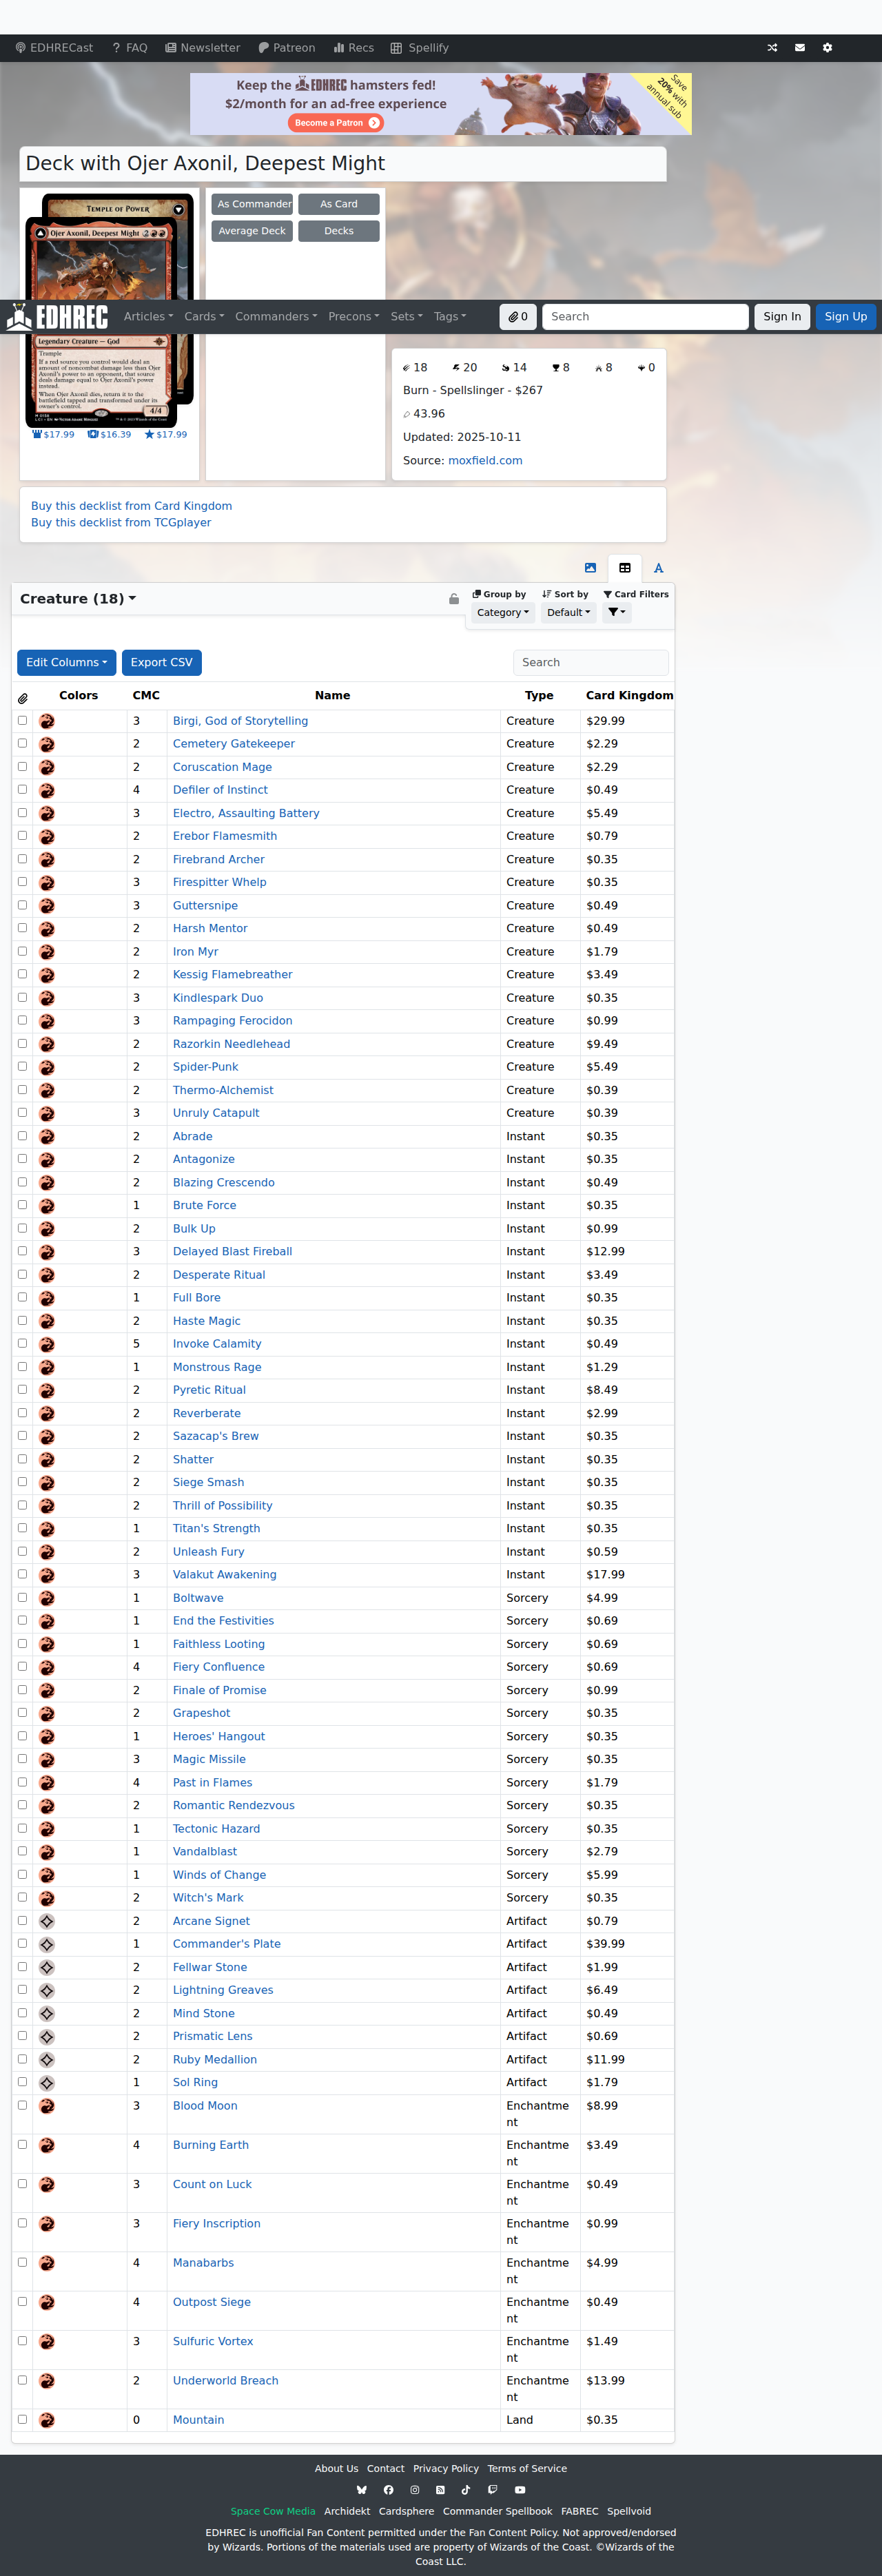 EDHRECast FAQ Newsletter Patreon Recs Spellify
Keep the EDHREC hamsters fed!
$2/month for an ad-free experience
Become a Patron
Save
20% with
annual sub
Deck with Ojer Axonil, Deepest Might
Temple of Power
Ojer Axonil, Deepest Might
As Commander As Card
Average Deck Decks
EDHREC Articles Cards Commanders Precons Sets Tags 0 Search Sign In Sign Up
Legendary Creature — God
Trample
If a red source you control would deal an
amount of noncombat damage less than Ojer
Axonil's power to an opponent, that source
deals damage equal to Ojer Axonil's power
instead.
When Ojer Axonil dies, return it to the
battlefield tapped and transformed under its
owner's control.
4/4
$17.99 $16.39 $17.99
18 20 14 8 8 0
Burn - Spellslinger - $267
43.96
Updated: 2025-10-11
Source: moxfield.com
Buy this decklist from Card Kingdom
Buy this decklist from TCGplayer
Creature (18)
Group by Sort by Card Filters
Category Default
Edit Columns Export CSV Search
Colors CMC Name Type Card Kingdom
3 Birgi, God of Storytelling Creature $29.99
2 Cemetery Gatekeeper Creature $2.29
2 Coruscation Mage Creature $2.29
4 Defiler of Instinct Creature $0.49
3 Electro, Assaulting Battery Creature $5.49
2 Erebor Flamesmith Creature $0.79
2 Firebrand Archer Creature $0.35
3 Firespitter Whelp Creature $0.35
3 Guttersnipe Creature $0.49
2 Harsh Mentor Creature $0.49
2 Iron Myr Creature $1.79
2 Kessig Flamebreather Creature $3.49
3 Kindlespark Duo Creature $0.35
3 Rampaging Ferocidon Creature $0.99
2 Razorkin Needlehead Creature $9.49
2 Spider-Punk Creature $5.49
2 Thermo-Alchemist Creature $0.39
3 Unruly Catapult Creature $0.39
2 Abrade Instant $0.35
2 Antagonize Instant $0.35
2 Blazing Crescendo Instant $0.49
1 Brute Force Instant $0.35
2 Bulk Up Instant $0.99
3 Delayed Blast Fireball Instant $12.99
2 Desperate Ritual Instant $3.49
1 Full Bore Instant $0.35
2 Haste Magic Instant $0.35
5 Invoke Calamity Instant $0.49
1 Monstrous Rage Instant $1.29
2 Pyretic Ritual Instant $8.49
2 Reverberate Instant $2.99
2 Sazacap's Brew Instant $0.35
2 Shatter Instant $0.35
2 Siege Smash Instant $0.35
2 Thrill of Possibility Instant $0.35
1 Titan's Strength Instant $0.35
2 Unleash Fury Instant $0.59
3 Valakut Awakening Instant $17.99
1 Boltwave Sorcery $4.99
1 End the Festivities Sorcery $0.69
1 Faithless Looting Sorcery $0.69
4 Fiery Confluence Sorcery $0.69
2 Finale of Promise Sorcery $0.99
2 Grapeshot Sorcery $0.35
1 Heroes' Hangout Sorcery $0.35
3 Magic Missile Sorcery $0.35
4 Past in Flames Sorcery $1.79
2 Romantic Rendezvous Sorcery $0.35
1 Tectonic Hazard Sorcery $0.35
1 Vandalblast Sorcery $2.79
1 Winds of Change Sorcery $5.99
2 Witch's Mark Sorcery $0.35
2 Arcane Signet Artifact $0.79
1 Commander's Plate Artifact $39.99
2 Fellwar Stone Artifact $1.99
2 Lightning Greaves Artifact $6.49
2 Mind Stone Artifact $0.49
2 Prismatic Lens Artifact $0.69
2 Ruby Medallion Artifact $11.99
1 Sol Ring Artifact $1.79
3 Blood Moon Enchantme $8.99
nt
4 Burning Earth Enchantme $3.49
nt
3 Count on Luck Enchantme $0.49
nt
3 Fiery Inscription Enchantme $0.99
nt
4 Manabarbs Enchantme $4.99
nt
4 Outpost Siege Enchantme $0.49
nt
3 Sulfuric Vortex Enchantme $1.49
nt
2 Underworld Breach Enchantme $13.99
nt
0 Mountain Land $0.35
About Us Contact Privacy Policy Terms of Service
Space Cow Media Archidekt Cardsphere Commander Spellbook FABREC Spellvoid
EDHREC is unofficial Fan Content permitted under the Fan Content Policy. Not approved/endorsed
by Wizards. Portions of the materials used are property of Wizards of the Coast. ©Wizards of the
Coast LLC.